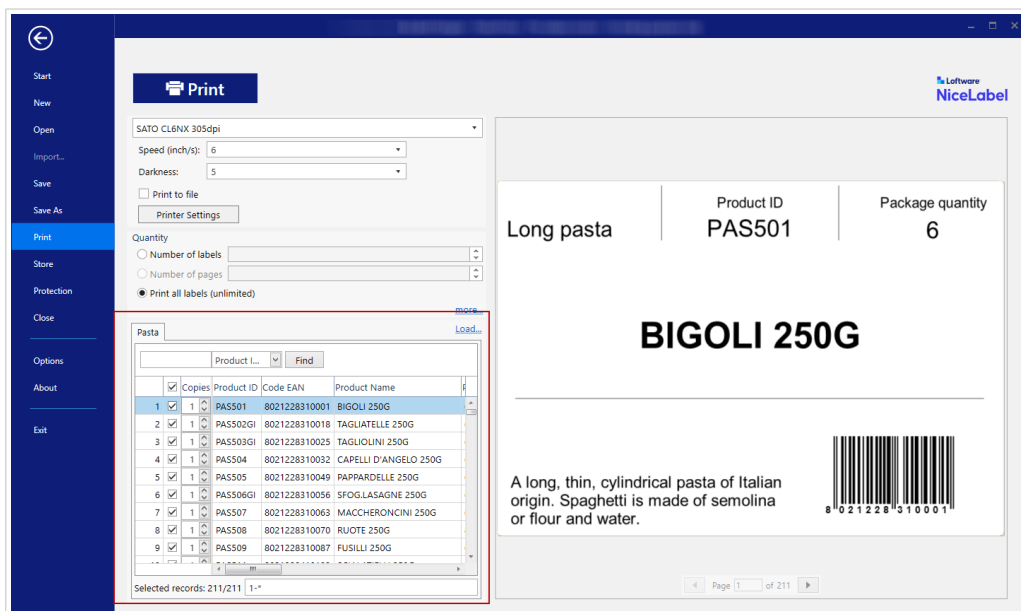 Start
New
Open
Import...
Save
Save As
Print
Store
Protection
Close
Options
About
Exit
Print
Loftware
NiceLabel
SATO CL6NX 305dpi
Speed (inch/s): 6
Darkness: 5
Print to file
Printer Settings
Quantity
Number of labels
Number of pages
Print all labels (unlimited)
more...
Pasta
Load...
Product I... Find
Copies Product ID Code EAN Product Name
1 1 PAS501 8021228310001 BIGOLI 250G
2 1 PAS502GI 8021228310018 TAGLIATELLE 250G
3 1 PAS503GI 8021228310025 TAGLIOLINI 250G
4 1 PAS504 8021228310032 CAPELLI D'ANGELO 250G
5 1 PAS505 8021228310049 PAPPARDELLE 250G
6 1 PAS506GI 8021228310056 SFOG.LASAGNE 250G
7 1 PAS507 8021228310063 MACCHERONCINI 250G
8 1 PAS508 8021228310070 RUOTE 250G
9 1 PAS509 8021228310087 FUSILLI 250G
Selected records: 211/211 1-*
Long pasta
Product ID
PAS501
Package quantity
6
BIGOLI 250G
A long, thin, cylindrical pasta of Italian
origin. Spaghetti is made of semolina
or flour and water.
8 021228 310001
Page 1 of 211